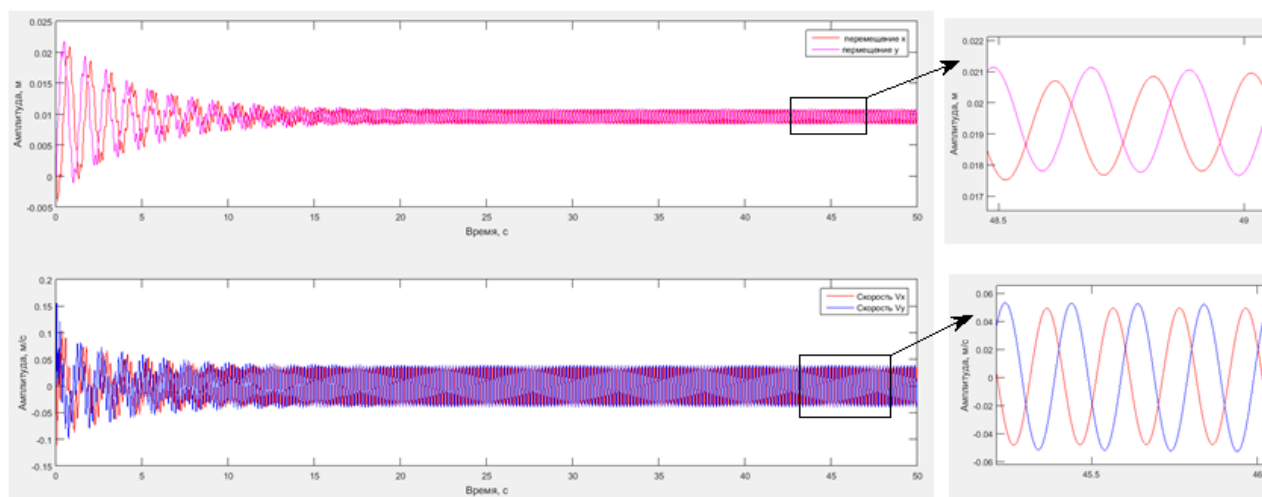 0.025
0.02
0.015
0.01
0.005
0
-0.005
Амплитуда, м
0 5 10 15 20 25 30 35 40 45 50
Время, с
перемещение x
пермещение y
0.022
0.021
0.02
0.019
0.018
0.017
Амплитуда, м
48.5 49
0.2
0.15
0.1
0.05
0
-0.05
-0.1
-0.15
Амплитуда, м/с
0 5 10 15 20 25 30 35 40 45 50
Время, с
Скорость Vx
Скорость Vy
0.06
0.04
0.02
0
-0.02
-0.04
-0.06
Амплитуда, м/с
45.5 46